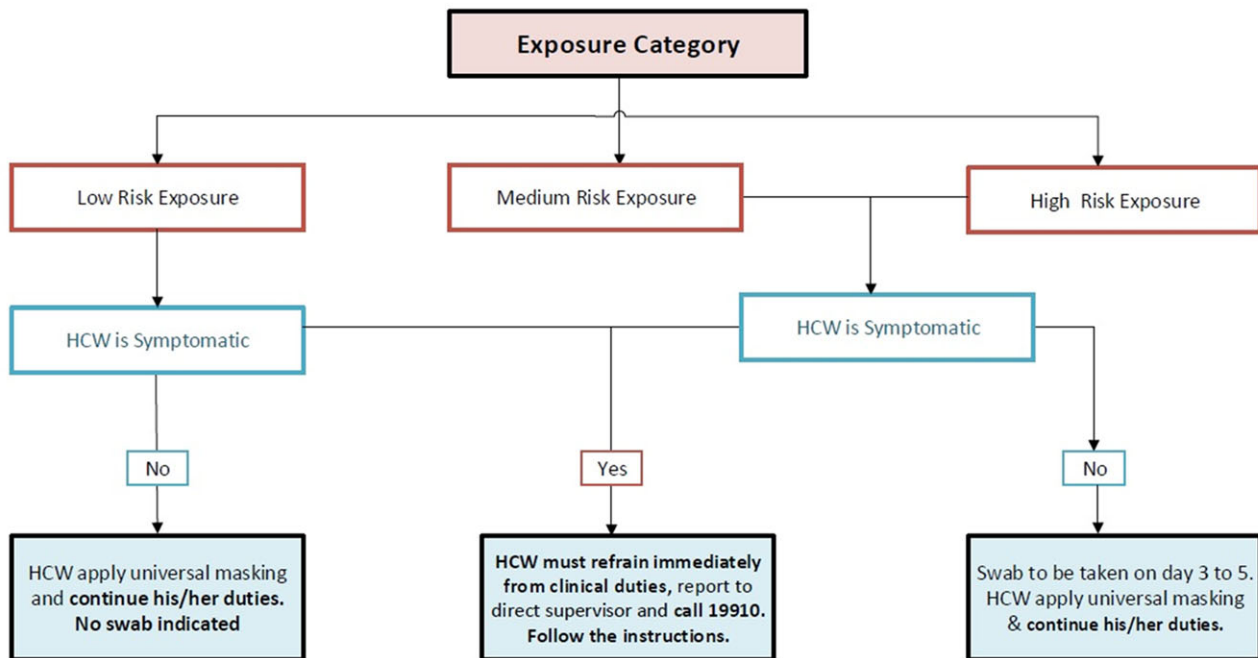 Exposure Category
Low Risk Exposure
Medium Risk Exposure
High Risk Exposure
HCW is Symptomatic
HCW is Symptomatic
No
Yes
No
HCW apply universal masking
and continue his/her duties.
No swab indicated
HCW must refrain immediately
from clinical duties, report to
direct supervisor and call 19910.
Follow the instructions.
Swab to be taken on day 3 to 5.
HCW apply universal masking
& continue his/her duties.